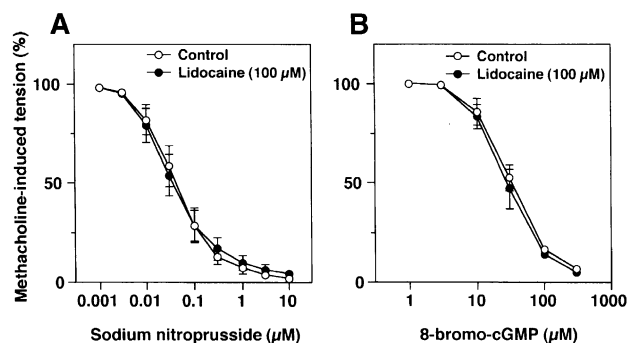 A
B
Control
Lidocaine (100 µM)
Control
Lidocaine (100 µM)
Methacholine-induced tension (%)
100
50
0
100
50
0
0.001 0.01 0.1 1 10
1 10 100 1000
Sodium nitroprusside (µM)
8-bromo-cGMP (µM)